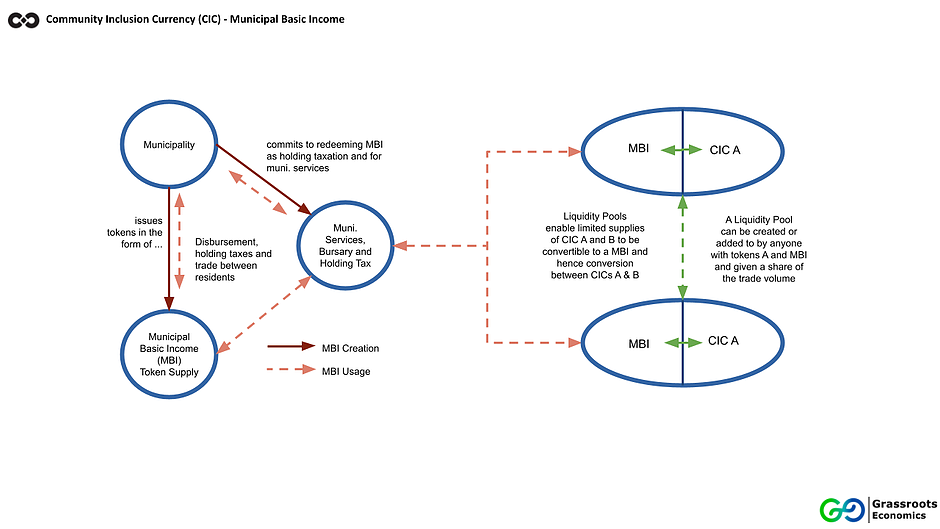 Community Inclusion Currency (CIC) - Municipal Basic Income
Municipality
commits to redeeming MBI
as holding taxation and for
muni. services
issues
tokens in the
form of ...
Disbursement,
holding taxes and
trade between
residents
Muni.
Services,
Bursary and
Holding Tax
Municipal
Basic Income
(MBI)
Token Supply
MBI Creation
MBI Usage
MBI
CIC A
Liquidity Pools
enable limited supplies
of CIC A and B to be
convertible to a MBI and
hence conversion
between CICs A & B
A Liquidity Pool
can be created or
added to by anyone
with tokens A and MBI
and given a share of
the trade volume
MBI
CIC A
Grassroots
Economics